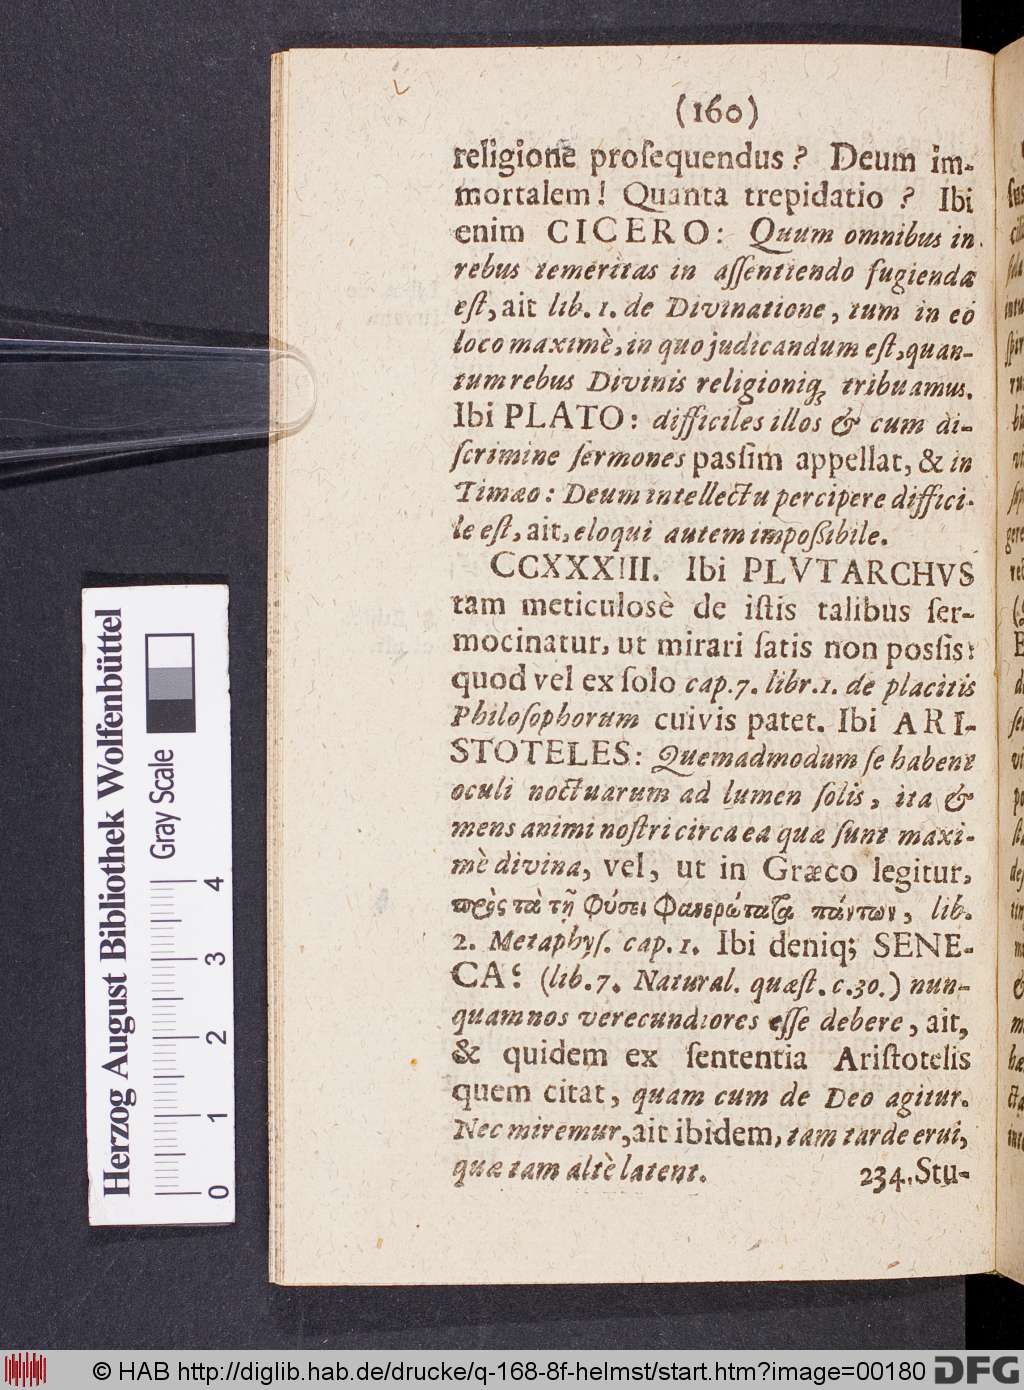 (160)
religione proſequendus? Deum im-
mortalem! Quanta trepidatio? Ibi
enim CICERO: Quum omnibus in
rebus temeritas in aſſentiendo fugienda
eſt, ait lib. 1. de Divinatione, tum in eò
loco maximè, in quo judicandum eſt, quan-
tum rebus Divinis religioniq; tribuamus.
Ibi PLATO: difficiles illos & cum di-
ſcrimine ſermones paſſim appellat, & in
Timæo: Deum intellectu percipere diffici-
le eſt, ait, eloqui autem impoßibile.
CCXXXIII. Ibi PLVTARCHVS
tam meticulosè de iſtis talibus ſer-
mocinatur, ut mirari ſatis non poſſis:
quod vel ex ſolo cap. 7. libr. 1. de placitis
Philoſophorum cuivis patet. Ibi ARI-
STOTELES: Quemadmodum ſe habent
oculi noctuarum ad lumen ſolis, ita &
mens animi noſtri circa ea quæ ſunt maxi-
mè divina, vel, ut in Græco legitur,
πρὸς τὰ τῇ φύσει φανερώτατα πάντων, lib.
2. Metaphyſ. cap. 1. Ibi deniq; SENE-
CA: (lib. 7. Natural. quæſt. c. 30.) nun-
quam nos verecundiores eſſe debere, ait,
& quidem ex ſententia Ariſtotelis
quem citat, quam cum de Deo agitur.
Nec miremur, ait ibidem, tam tarde erui,
quæ tam altè latent.
234. Stu-
Herzog August Bibliothek Wolfenbüttel
Gray Scale
0 1 2 3 4
© HAB http://diglib.hab.de/drucke/q-168-8f-helmst/start.htm?image=00180
DFG